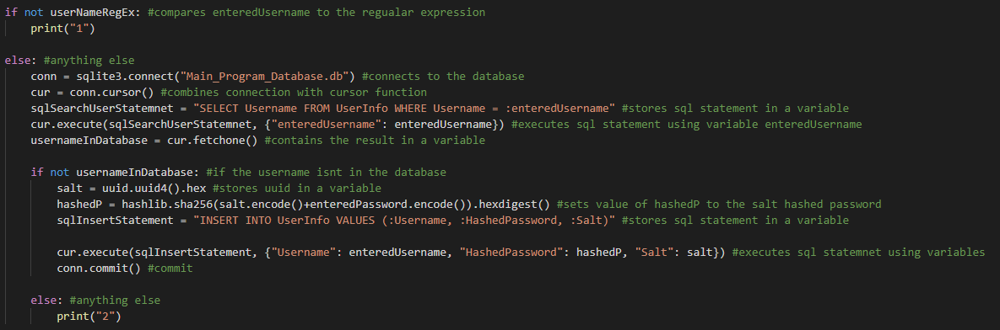 if not userNameRegEx: #compares enteredUsername to the regualar expression
    print("1")
else: #anything else
    conn = sqlite3.connect("Main_Program_Database.db") #connects to the database
    cur = conn.cursor() #combines connection with cursor function
    sqlSearchUserStatemnet = "SELECT Username FROM UserInfo WHERE Username = :enteredUsername" #stores sql statement in a variable
    cur.execute(sqlSearchUserStatemnet, {"enteredUsername": enteredUsername}) #executes sql statement using variable enteredUsername
    usernameInDatabase = cur.fetchone() #contains the result in a variable
    if not usernameInDatabase: #if the username isnt in the database
        salt = uuid.uuid4().hex #stores uuid in a variable
        hashedP = hashlib.sha256(salt.encode()+enteredPassword.encode()).hexdigest() #sets value of hashedP to the salt hashed password
        sqlInsertStatement = "INSERT INTO UserInfo VALUES (:Username, :HashedPassword, :Salt)" #stores sql statement in a variable
        cur.execute(sqlInsertStatement, {"Username": enteredUsername, "HashedPassword": hashedP, "Salt": salt}) #executes sql statemnet using variables
        conn.commit() #commit
    else: #anything else
        print("2")